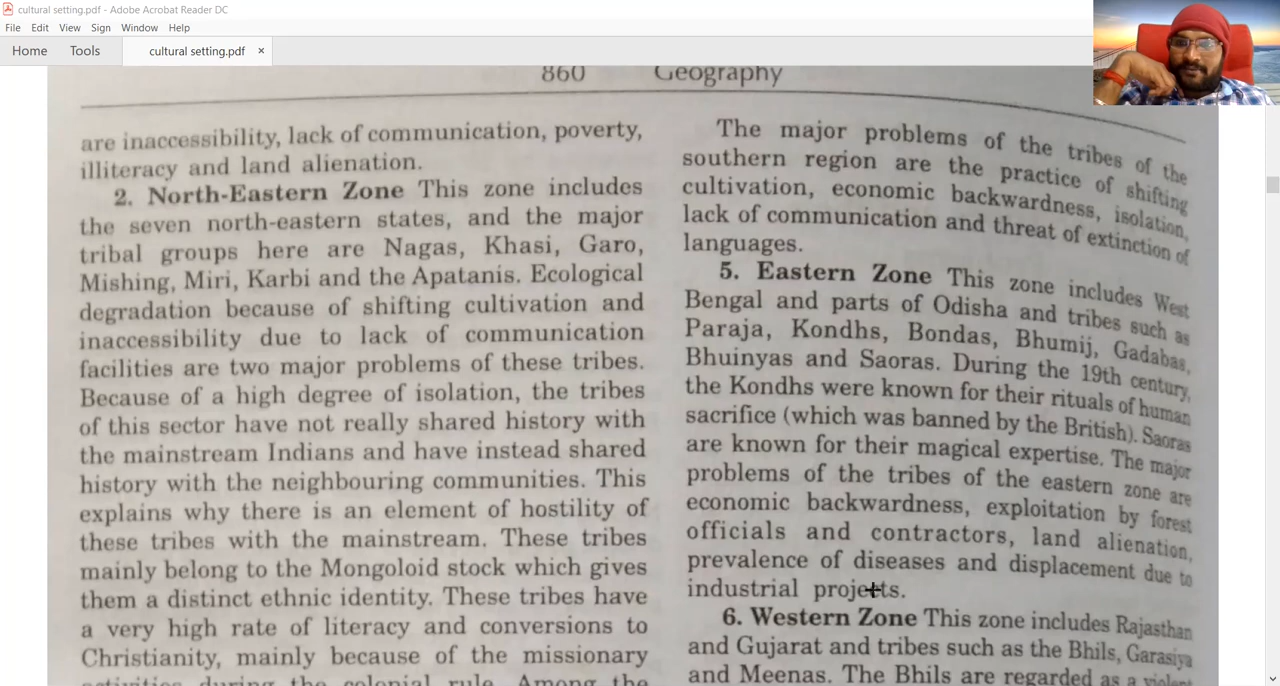 cultural setting.pdf - Adobe Acrobat Reader DC
File Edit View Sign Window Help
Home Tools cultural setting.pdf ×
860 Geography
are inaccessibility, lack of communication, poverty,
illiteracy and land alienation.
2. North-Eastern Zone This zone includes
the seven north-eastern states, and the major
tribal groups here are Nagas, Khasi, Garo,
Mishing, Miri, Karbi and the Apatanis. Ecological
degradation because of shifting cultivation and
inaccessibility due to lack of communication
facilities are two major problems of these tribes.
Because of a high degree of isolation, the tribes
of this sector have not really shared history with
the mainstream Indians and have instead shared
history with the neighbouring communities. This
explains why there is an element of hostility of
these tribes with the mainstream. These tribes
mainly belong to the Mongoloid stock which gives
them a distinct ethnic identity. These tribes have
a very high rate of literacy and conversions to
Christianity, mainly because of the missionary
activities during the colonial rule. Among the
The major problems of the tribes of the
southern region are the practice of shifting
cultivation, economic backwardness, isolation,
lack of communication and threat of extinction of
languages.
5. Eastern Zone This zone includes West
Bengal and parts of Odisha and tribes such as
Paraja, Kondhs, Bondas, Bhumij, Gadabas,
Bhuinyas and Saoras. During the 19th century,
the Kondhs were known for their rituals of human
sacrifice (which was banned by the British). Saoras
are known for their magical expertise. The major
problems of the tribes of the eastern zone are
economic backwardness, exploitation by forest
officials and contractors, land alienation,
prevalence of diseases and displacement due to
industrial projects.
6. Western Zone This zone includes Rajasthan
and Gujarat and tribes such as the Bhils, Garasiya
and Meenas. The Bhils are regarded as a violent